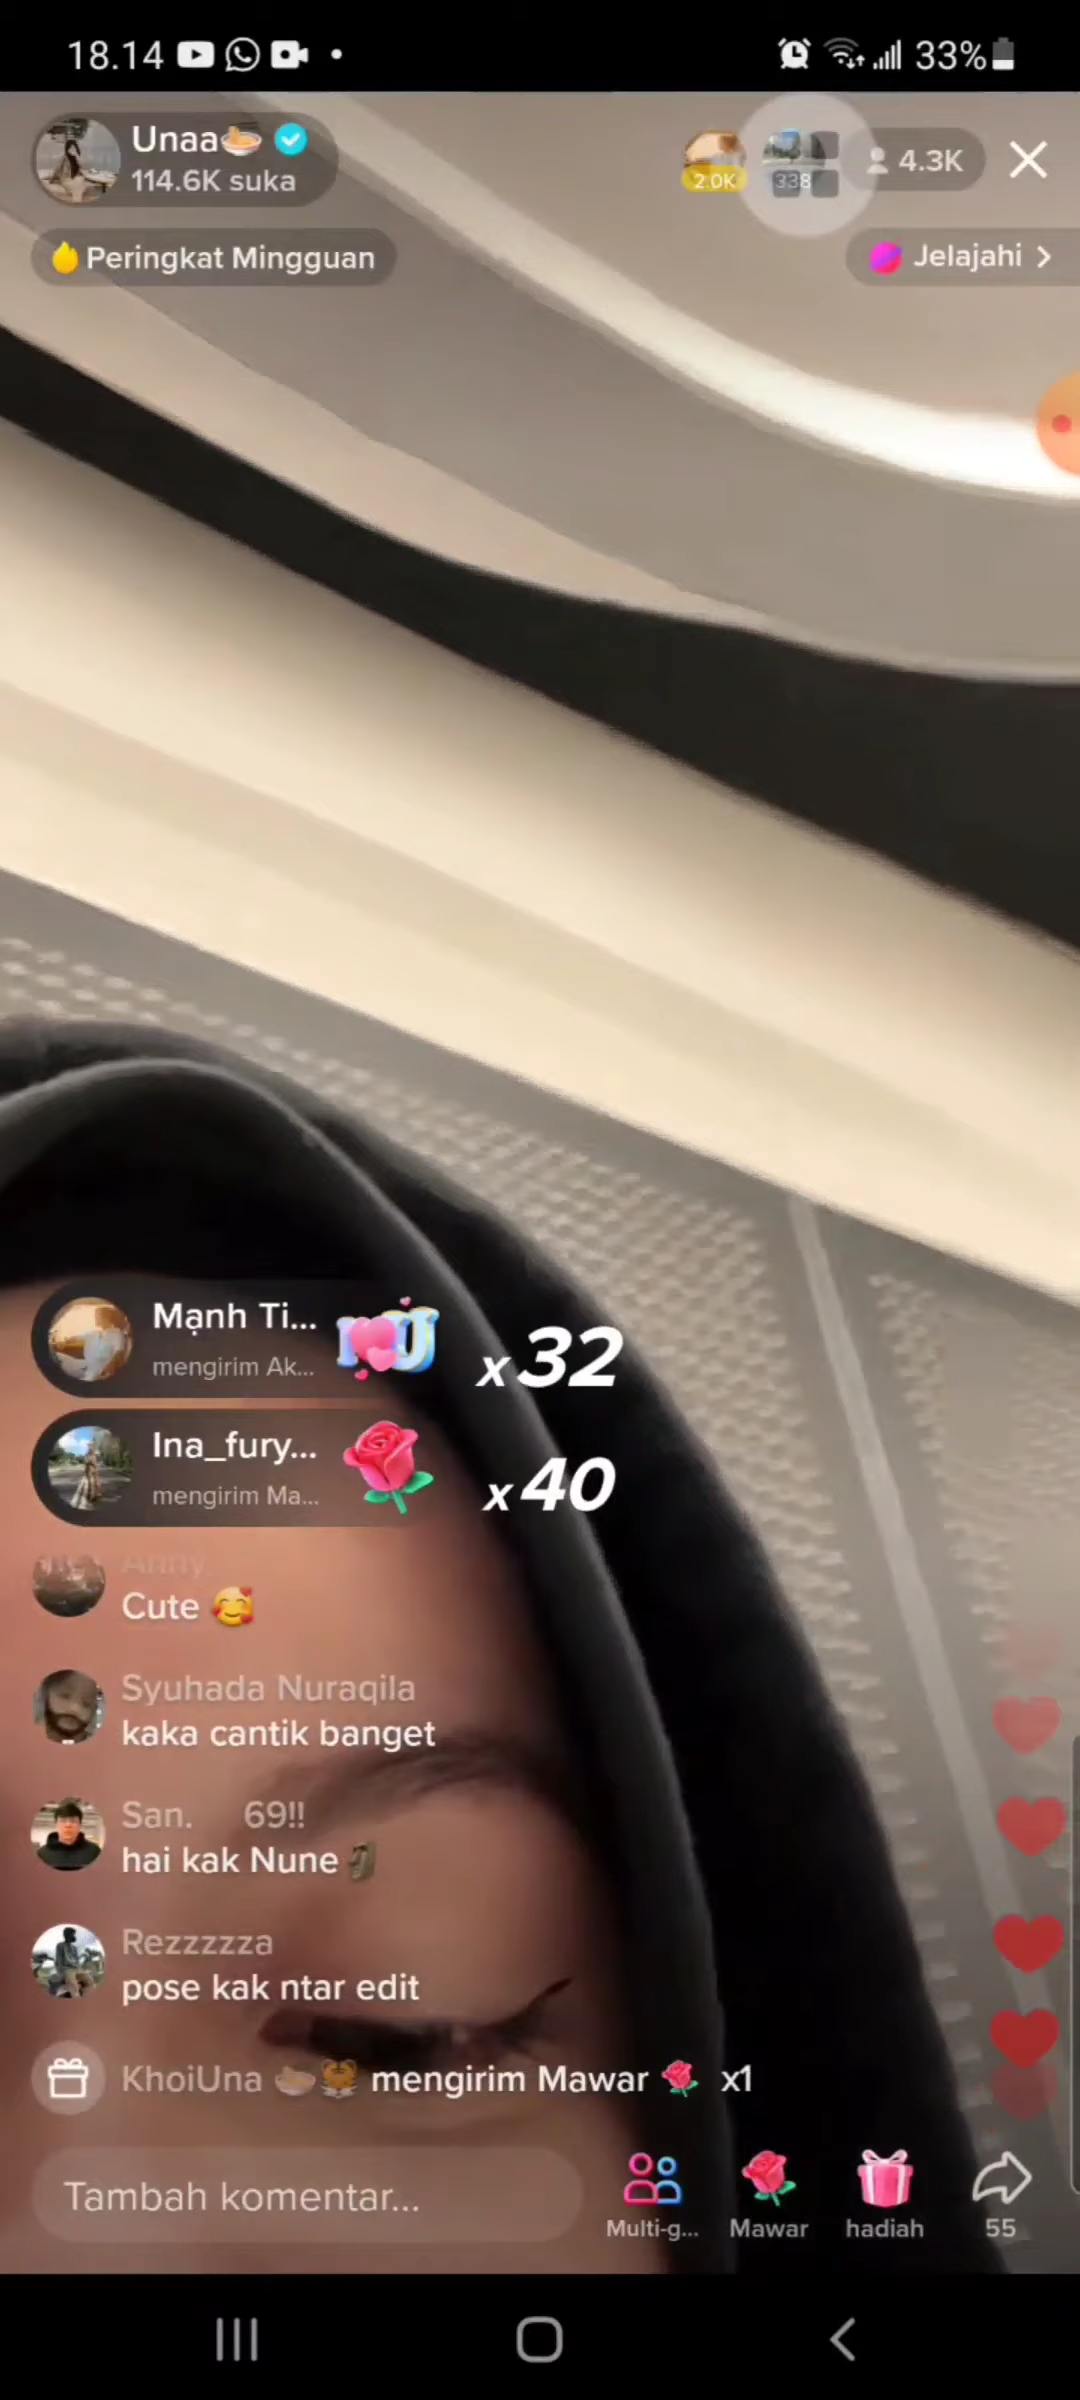 18.14
33%
Unaa
114.6K suka
2.0K
338
4.3K
Peringkat Mingguan
Jelajahi
Mạnh Ti...
mengirim Ak...
x32
Ina_fury...
mengirim Ma...
x40
Anny
Cute 🥰
Syuhada Nuraqila
kaka cantik banget
San. 69!!
hai kak Nune 🗿
Rezzzzza
pose kak ntar edit
KhoiUna 🍜🐯 mengirim Mawar 🌹 x1
Tambah komentar...
Multi-g...
Mawar
hadiah
55